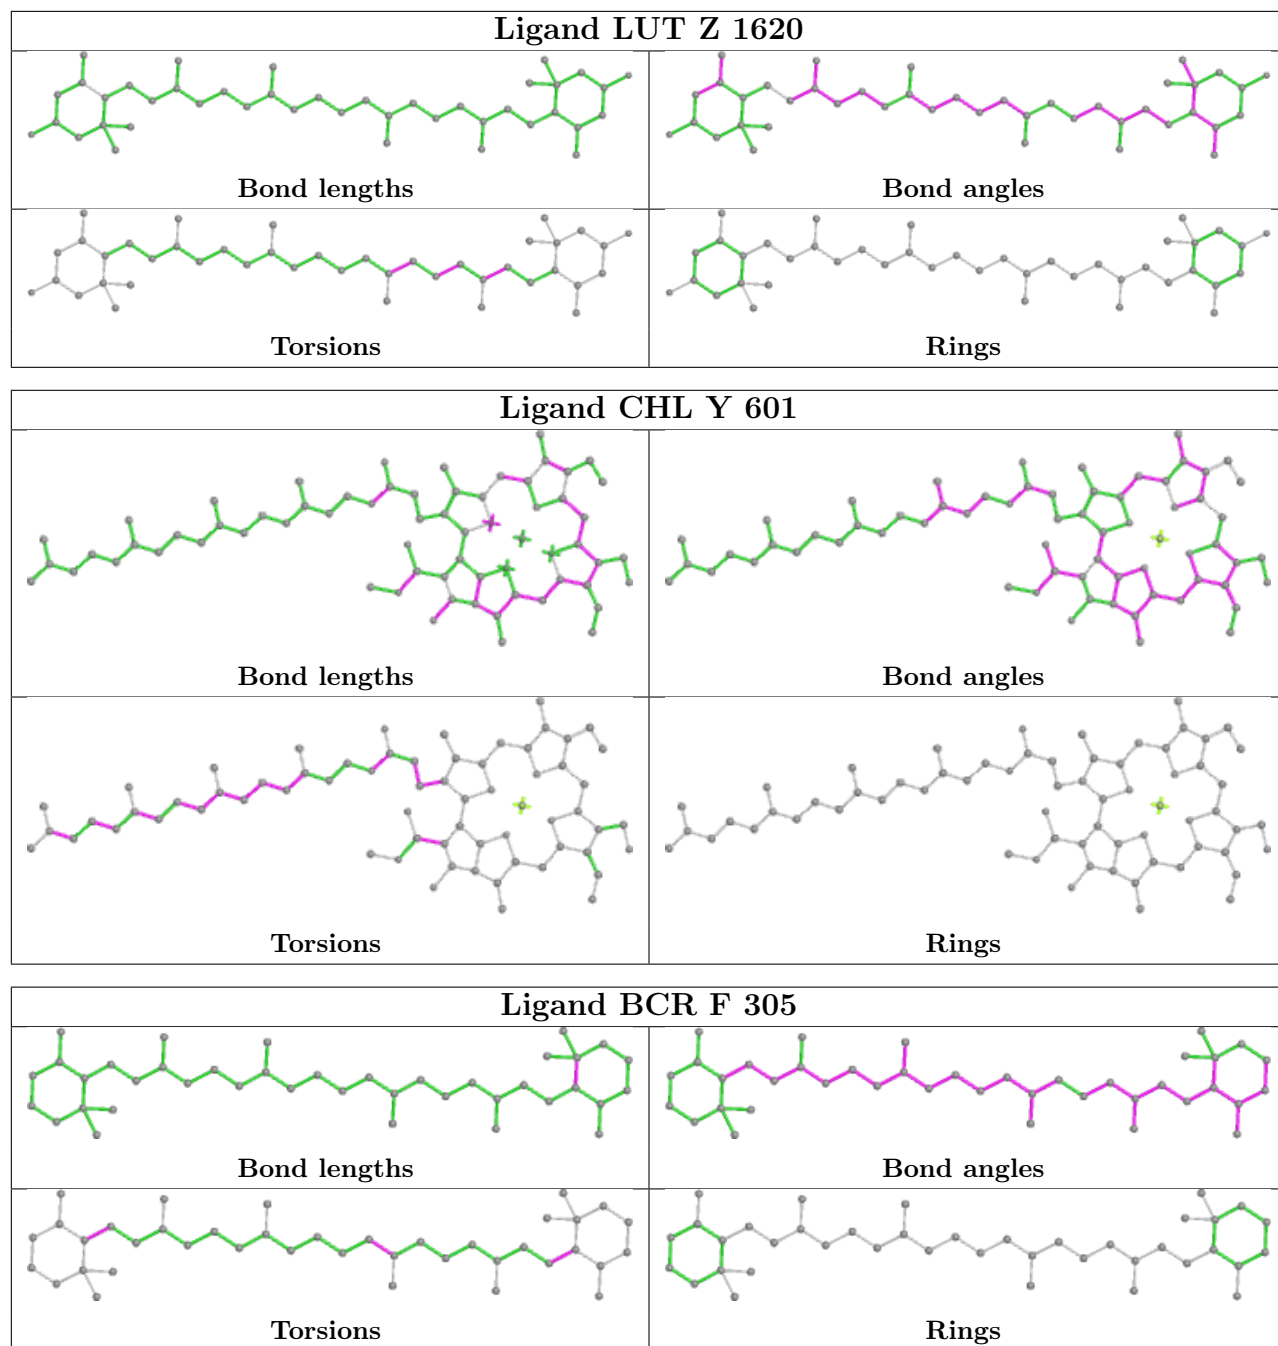 Ligand LUT Z 1620
Bond lengths Bond angles
Torsions Rings
Ligand CHL Y 601
Bond lengths Bond angles
Torsions Rings
Ligand BCR F 305
Bond lengths Bond angles
Torsions Rings